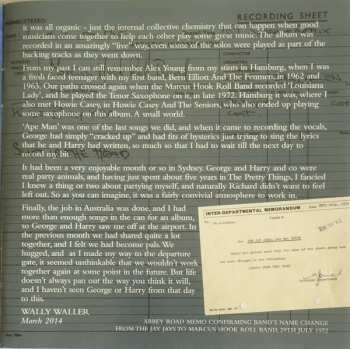 RECORDING SHEET
it was all organic - just the internal collective chemistry that can happen when good
musicians come together to help each other play some great music. The album was
recorded in an amazingly "live" way, even some of the solos were played as part of the
backing tracks as they went down.
From my past I can still remember Alex Young from my stints in Hamburg, when I was
a fresh faced teenager with my first band, Bern Elliott And The Fenmen, in 1962 and
1963. Our paths crossed again when the Marcus Hook Roll Band recorded 'Louisiana
Lady', and he played the Tenor Saxophone on it, in late 1972. Hamburg is was, where I
also met Howie Casey, in Howie Casey And The Seniors, who also ended up playing
some saxophone on this album. A small world.
'Ape Man' was one of the last songs we did, and when it came to recording the vocals,
George had simply "cracked up" and had fits of hysterics just trying to sing the lyrics
that he and Harry had written, so much so that I had to wait till the next day to
record my bit.
It had been a very enjoyable month or so in Sydney. George and Harry and co were
real party animals, and having just spent about five years in The Pretty Things, I fancied
I knew a thing or two about partying myself, and naturally Richard didn't want to feel
left out. So as you can imagine, it was a fairly convivial atmosphere to work in.
Finally, the job in Australia was done, and I had
more than enough songs in the can for an album,
so George and Harry saw me off at the airport. In
the previous month we had shared quite a lot
together, and I felt we had become pals. We
hugged, and as I made my way to the departure
gate, it seemed unthinkable that we wouldn't
work together again at some point in the future. But life
doesn't always pan out the way you think it will,
and I haven't seen George or Harry from that day
to this.
WALLY WALLER
March 2014
INTER-DEPARTMENTAL MEMORANDUM
ABBEY ROAD MEMO CONFIRMING BAND'S NAME CHANGE
FROM THE JAY JAYS TO MARCUS HOOK ROLL BAND, 29TH JULY 1972